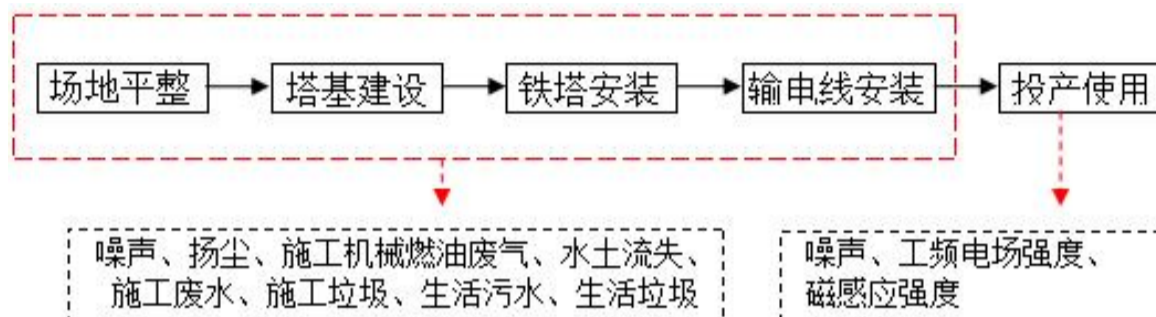 场地平整
塔基建设
铁塔安装
输电线安装
投产使用
噪声、扬尘、施工机械燃油废气、水土流失、
施工废水、施工垃圾、生活污水、生活垃圾
噪声、工频电场强度、
磁感应强度